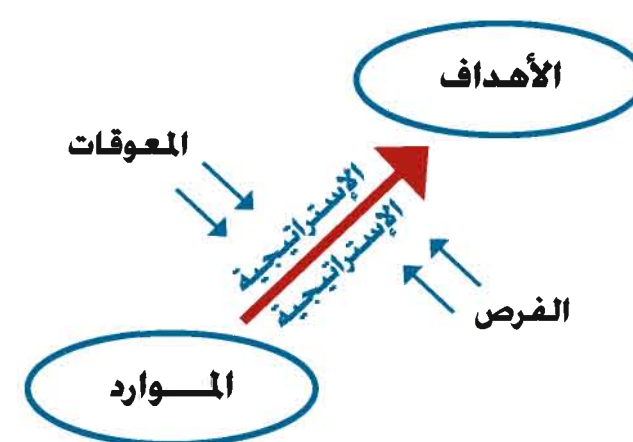 الأهداف
المعوقات
الإستراتيجية
الإستراتيجية
الفرص
المـــوارد